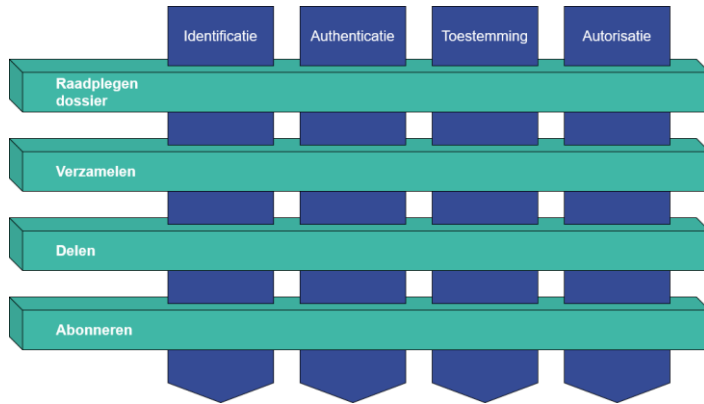 Identificatie
Authenticatie
Toestemming
Autorisatie
Raadplegen
dossier
Verzamelen
Delen
Abonneren